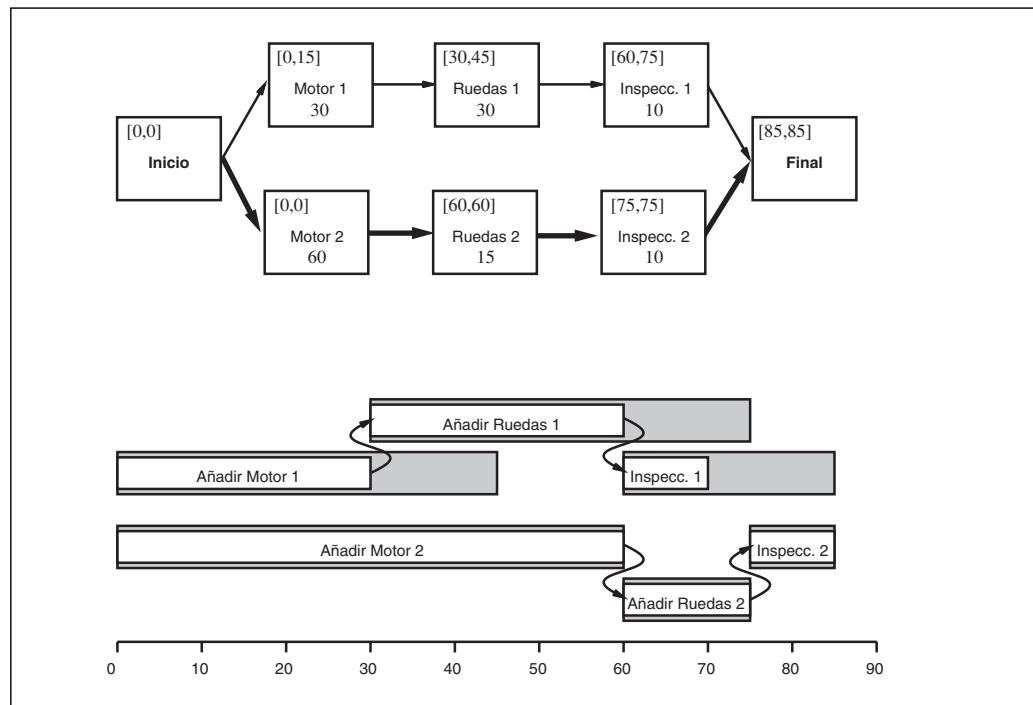 [0,15]
Motor 1
30
[30,45]
Ruedas 1
30
[60,75]
Inspecc. 1
10
[0,0]
Inicio
[85,85]
Final
[0,0]
Motor 2
60
[60,60]
Ruedas 2
15
[75,75]
Inspecc. 2
10
Añadir Ruedas 1
Añadir Motor 1
Inspecc. 1
Añadir Motor 2
Inspecc. 2
Añadir Ruedas 2
0 10 20 30 40 50 60 70 80 90